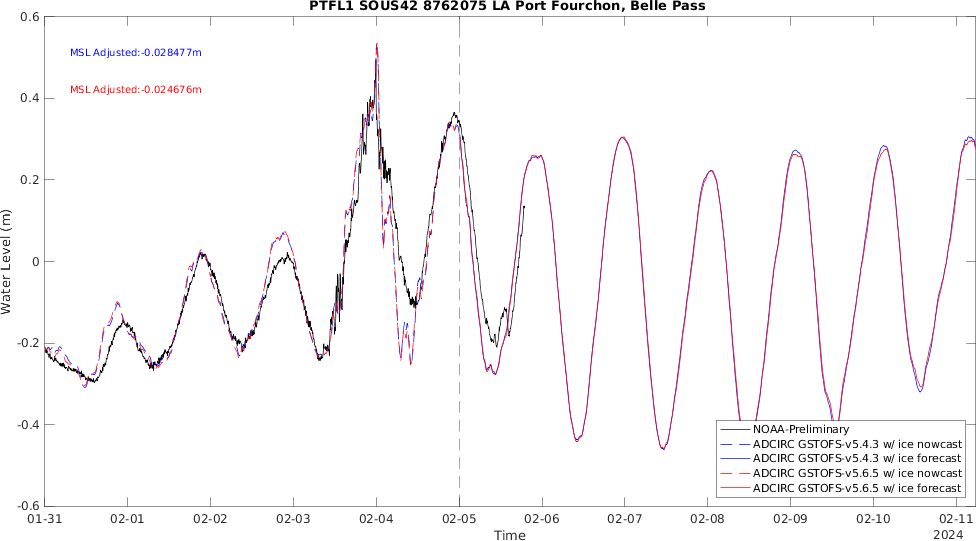 PTFL1 SOUS42 8762075 LA Port Fourchon, Belle Pass
MSL Adjusted:-0.028477m
MSL Adjusted:-0.024676m
Water Level (m)
0.6
0.4
0.2
0
-0.2
-0.4
-0.6
NOAA-Preliminary
ADCIRC GSTOFS-v5.4.3 w/ ice nowcast
ADCIRC GSTOFS-v5.4.3 w/ ice forecast
ADCIRC GSTOFS-v5.6.5 w/ ice nowcast
ADCIRC GSTOFS-v5.6.5 w/ ice forecast
01-31 02-01 02-02 02-03 02-04 02-05 02-06 02-07 02-08 02-09 02-10 02-11
Time
2024